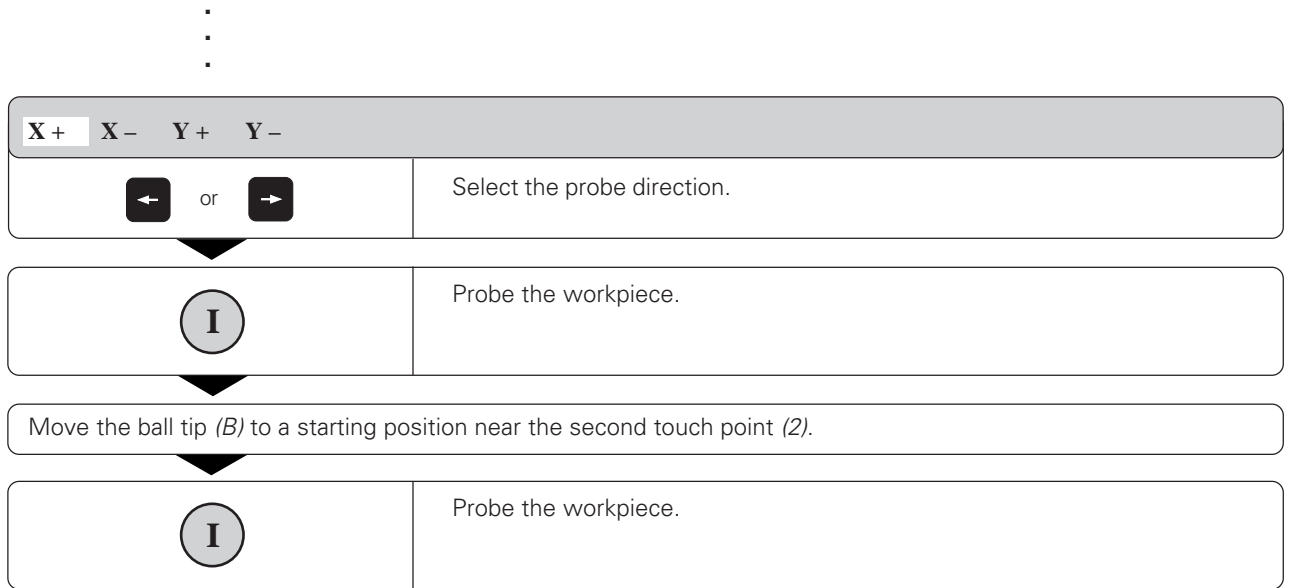 X + X – Y + Y –
or
Select the probe direction.
I
Probe the workpiece.
Move the ball tip (B) to a starting position near the second touch point (2).
I
Probe the workpiece.